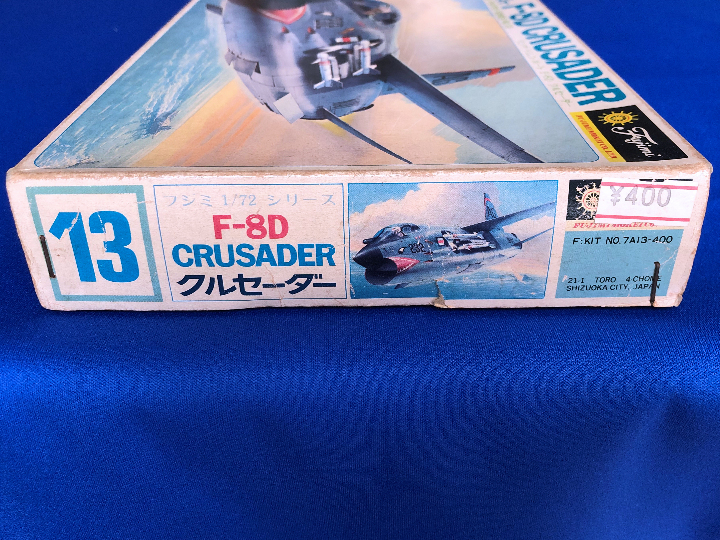 F-8D CRUSADER
Fujimi
13
フジミ 1/72 シリーズ
F-8D
CRUSADER
クルセーダー
¥400
F:KIT NO.7A13-400
21-1 TORO 4-CHOME
SHIZUOKA CITY, JAPAN